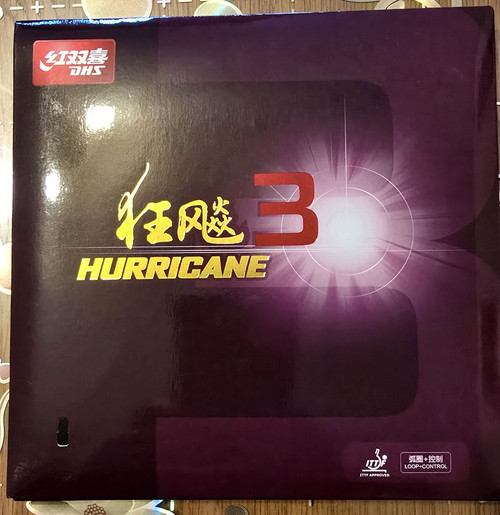 红双喜
DHS
狂飚3
HURRICANE
ITTF
ITTF APPROVED
弧圈+控制
LOOP+CONTROL